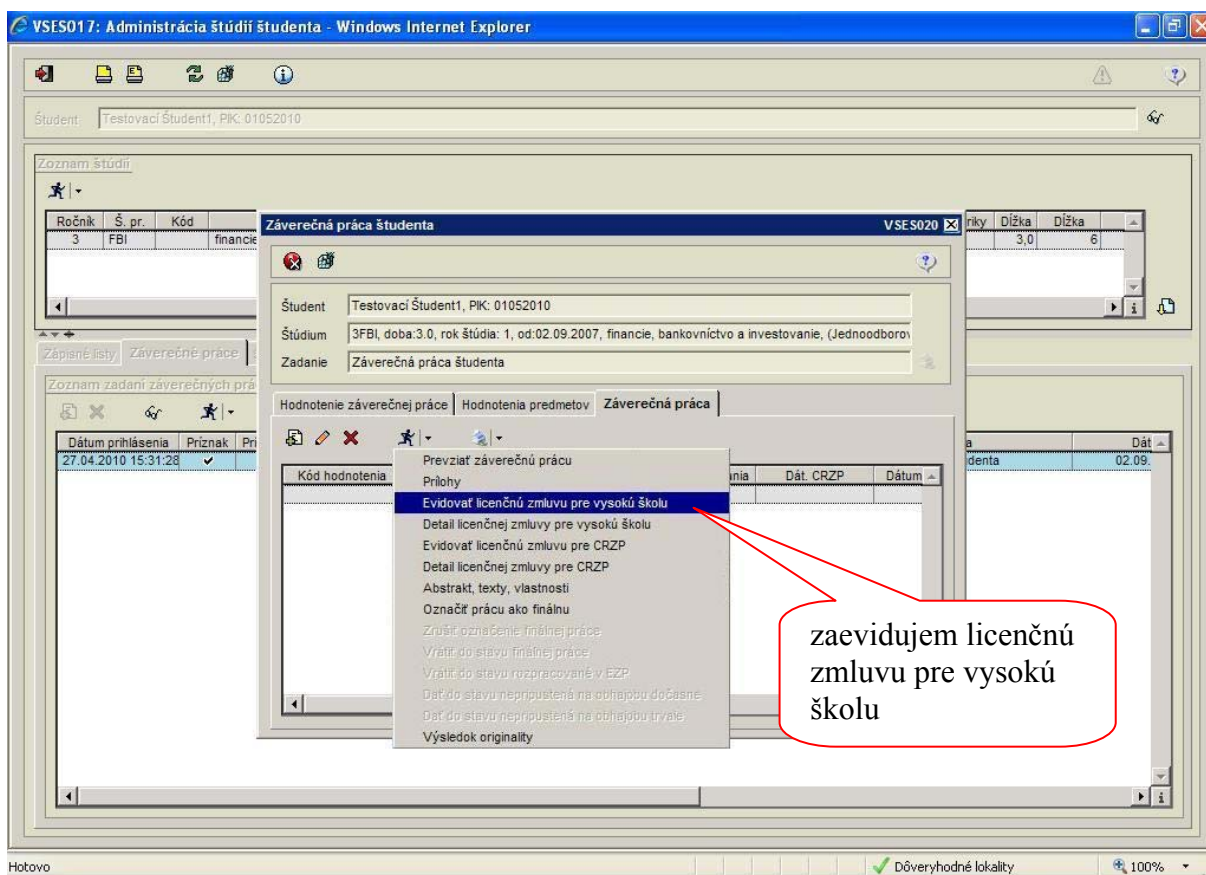 VSES017: Administrácia štúdií študenta - Windows Internet Explorer
Študent Testovací Študent1, PIK: 01052010
Zoznam štúdií
Ročník Š. pr. Kód riky Dĺžka Dĺžka
3 FBI financie 3,0 6
Záverečná práca študenta VSES020
Študent Testovací Študent1, PIK: 01052010
Štúdium 3FBI, doba:3.0, rok štúdia: 1, od:02.09.2007, financie, bankovníctvo a investovanie, (Jednoodborov
Zadanie Záverečná práca študenta
Zápisné listy Záverečné práce
Zoznam zadaní záverečných prá
Hodnotenie záverečnej práce Hodnotenia predmetov Záverečná práca
Dátum prihlásenia Príznak Pri a Dát
27.04.2010 15:31:28 denta 02.09.
Kód hodnotenia ania Dát. CRZP Dátum
Prevziať záverečnú prácu
Prílohy
Evidovať licenčnú zmluvu pre vysokú školu
Detail licenčnej zmluvy pre vysokú školu
Evidovať licenčnú zmluvu pre CRZP
Detail licenčnej zmluvy pre CRZP
Abstrakt, texty, vlastnosti
Označiť prácu ako finálnu
Zrušiť označenie finálnej práce
Vrátiť do stavu finálnej práce
Vrátiť do stavu rozpracované v EZP
Dať do stavu nepripustená na obhajobu dočasne
Dať do stavu nepripustená na obhajobu trvale
Výsledok originality
zaevidujem licenčnú
zmluvu pre vysokú
školu
Hotovo Dôveryhodné lokality 100%